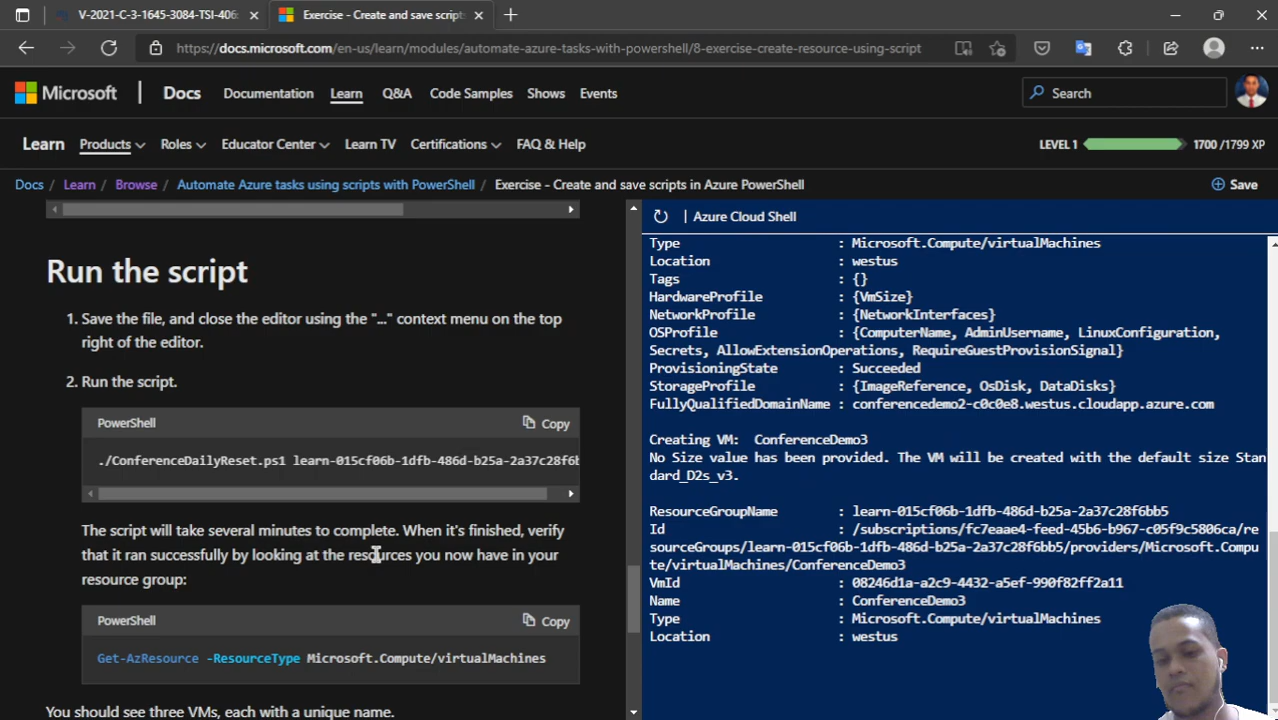 V-2021-C-3-1645-3084-TSI-406
Exercise - Create and save scripts
https://docs.microsoft.com/en-us/learn/modules/automate-azure-tasks-with-powershell/8-exercise-create-resource-using-script
Microsoft Docs Documentation Learn Q&A Code Samples Shows Events Search
Learn Products Roles Educator Center Learn TV Certifications FAQ & Help LEVEL 1 1700 /1799 XP
Docs / Learn / Browse / Automate Azure tasks using scripts with PowerShell / Exercise - Create and save scripts in Azure PowerShell Save
Run the script
1. Save the file, and close the editor using the "..." context menu on the top
right of the editor.
2. Run the script.
PowerShell Copy
./ConferenceDailyReset.ps1 learn-015cf06b-1dfb-486d-b25a-2a37c28f6b
The script will take several minutes to complete. When it's finished, verify
that it ran successfully by looking at the resources you now have in your
resource group:
PowerShell Copy
Get-AzResource -ResourceType Microsoft.Compute/virtualMachines
You should see three VMs, each with a unique name.
Azure Cloud Shell
Type : Microsoft.Compute/virtualMachines
Location : westus
Tags : {}
HardwareProfile : {VmSize}
NetworkProfile : {NetworkInterfaces}
OSProfile : {ComputerName, AdminUsername, LinuxConfiguration,
Secrets, AllowExtensionOperations, RequireGuestProvisionSignal}
ProvisioningState : Succeeded
StorageProfile : {ImageReference, OsDisk, DataDisks}
FullyQualifiedDomainName : conferencedemo2-c0c0e8.westus.cloudapp.azure.com
Creating VM: ConferenceDemo3
No Size value has been provided. The VM will be created with the default size Stan
dard_D2s_v3.
ResourceGroupName : learn-015cf06b-1dfb-486d-b25a-2a37c28f6bb5
Id : /subscriptions/fc7eaae4-feed-45b6-b967-c05f9c5806ca/re
sourceGroups/learn-015cf06b-1dfb-486d-b25a-2a37c28f6bb5/providers/Microsoft.Compu
te/virtualMachines/ConferenceDemo3
VmId : 08246d1a-a2c9-4432-a5ef-990f82ff2a11
Name : ConferenceDemo3
Type : Microsoft.Compute/virtualMachines
Location : westus